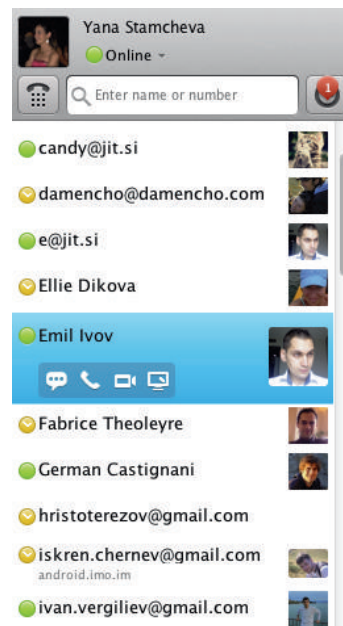 Yana Stamcheva
Online
Enter name or number
1
candy@jit.si
damencho@damencho.com
e@jit.si
Ellie Dikova
Emil Ivov
Fabrice Theoleyre
German Castignani
hristoterezov@gmail.com
iskren.chernev@gmail.com
android.imo.im
ivan.vergiliev@gmail.com